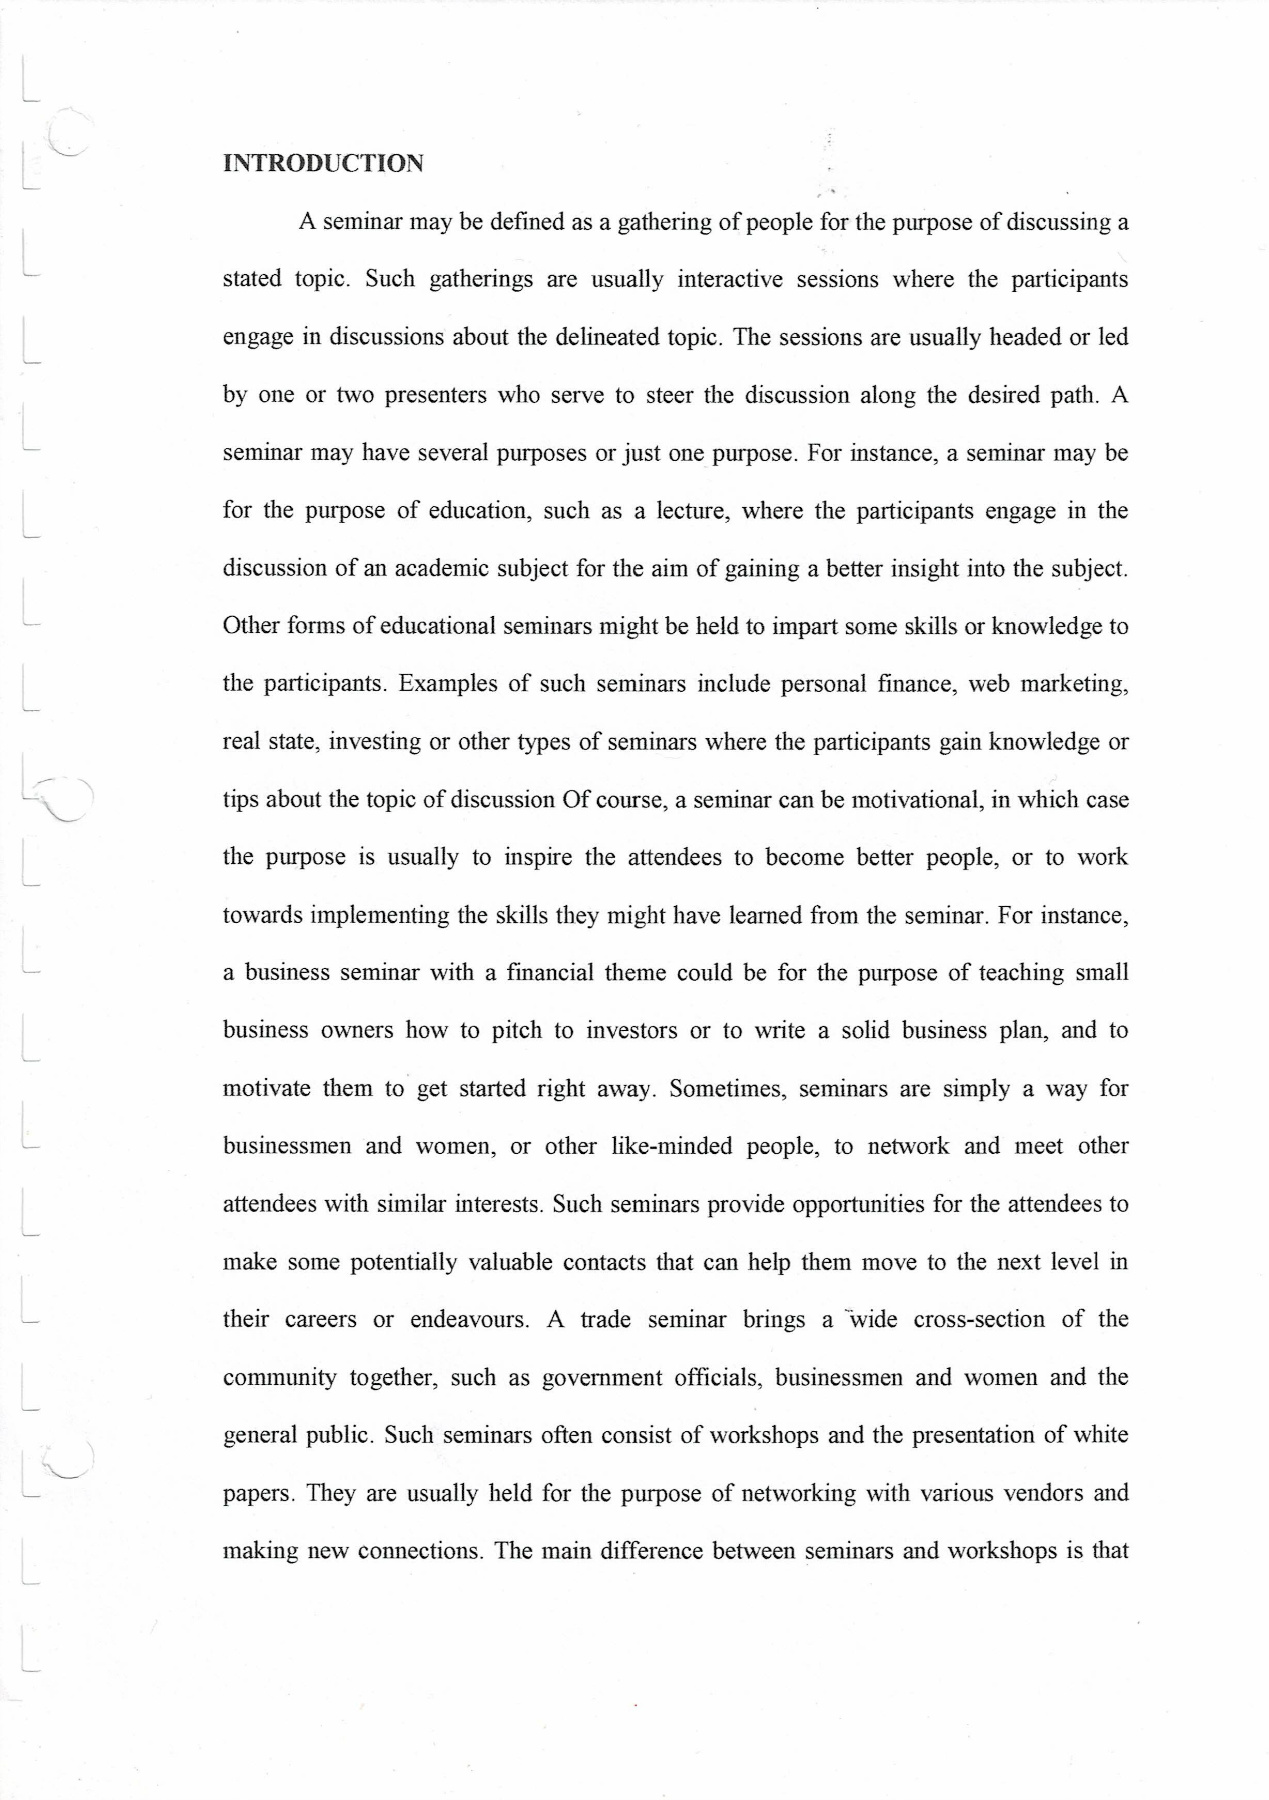 INTRODUCTION
A seminar may be defined as a gathering of people for the purpose of discussing a
stated topic. Such gatherings are usually interactive sessions where the participants
engage in discussions about the delineated topic. The sessions are usually headed or led
by one or two presenters who serve to steer the discussion along the desired path. A
seminar may have several purposes or just one purpose. For instance, a seminar may be
for the purpose of education, such as a lecture, where the participants engage in the
discussion of an academic subject for the aim of gaining a better insight into the subject.
Other forms of educational seminars might be held to impart some skills or knowledge to
the participants. Examples of such seminars include personal finance, web marketing,
real state, investing or other types of seminars where the participants gain knowledge or
tips about the topic of discussion Of course, a seminar can be motivational, in which case
the purpose is usually to inspire the attendees to become better people, or to work
towards implementing the skills they might have learned from the seminar. For instance,
a business seminar with a financial theme could be for the purpose of teaching small
business owners how to pitch to investors or to write a solid business plan, and to
motivate them to get started right away. Sometimes, seminars are simply a way for
businessmen and women, or other like-minded people, to network and meet other
attendees with similar interests. Such seminars provide opportunities for the attendees to
make some potentially valuable contacts that can help them move to the next level in
their careers or endeavours. A trade seminar brings a wide cross-section of the
community together, such as government officials, businessmen and women and the
general public. Such seminars often consist of workshops and the presentation of white
papers. They are usually held for the purpose of networking with various vendors and
making new connections. The main difference between seminars and workshops is that